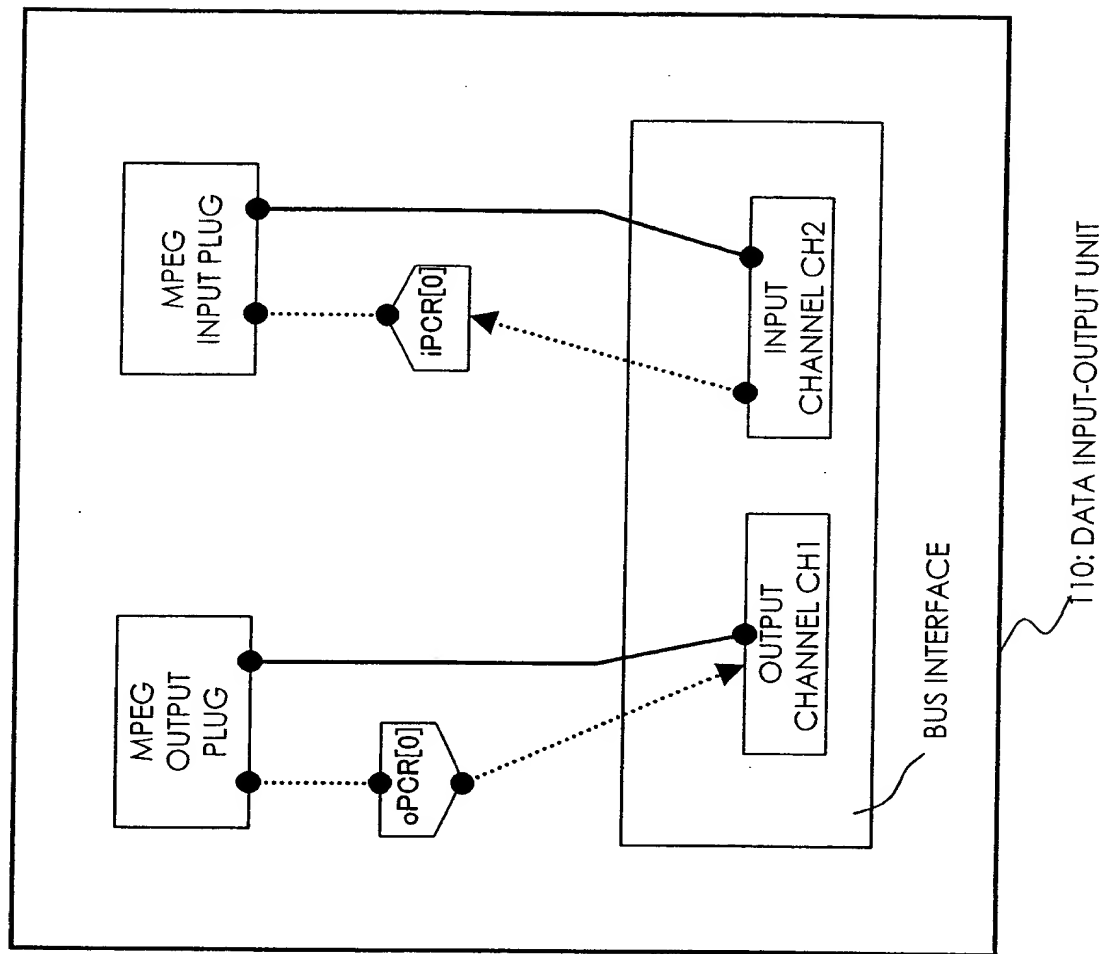 MPEG
OUTPUT
PLUG
MPEG
INPUT PLUG
oPCR[0]
iPCR[0]
OUTPUT
CHANNEL CH1
INPUT
CHANNEL CH2
BUS INTERFACE
110: DATA INPUT-OUTPUT UNIT